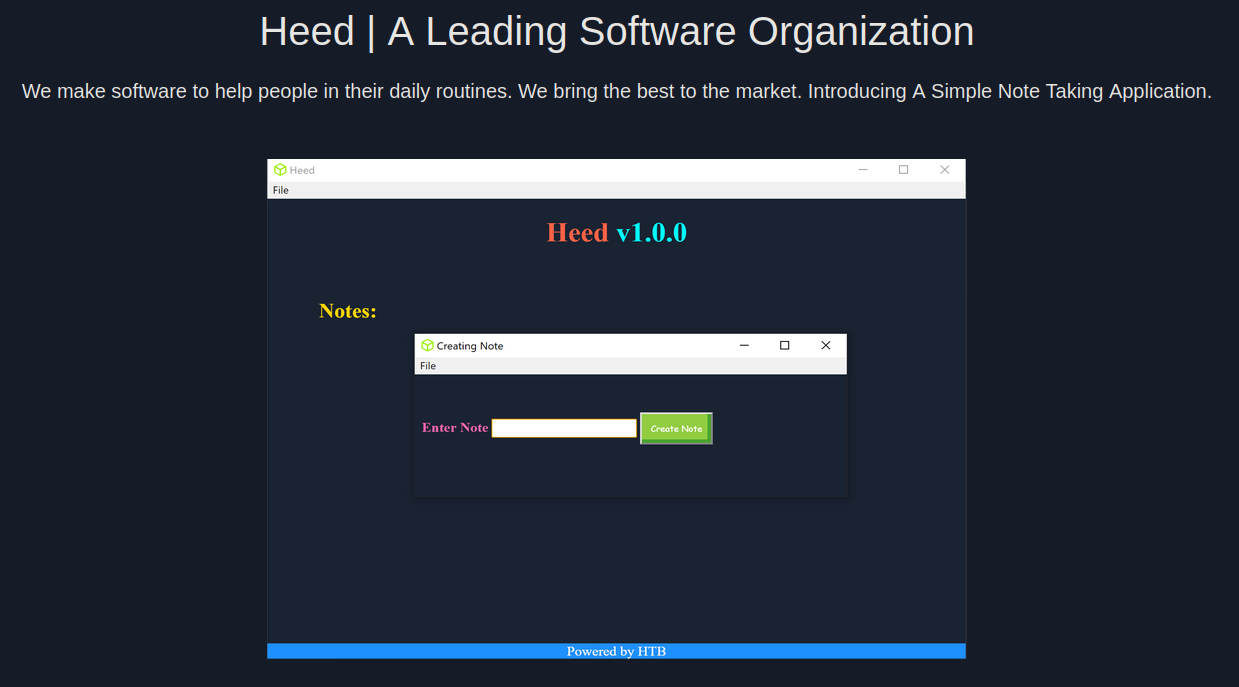 Heed | A Leading Software Organization
We make software to help people in their daily routines. We bring the best to the market. Introducing A Simple Note Taking Application.
Heed
File
Heed v1.0.0
Notes:
Creating Note
File
Enter Note Create Note
Powered by HTB